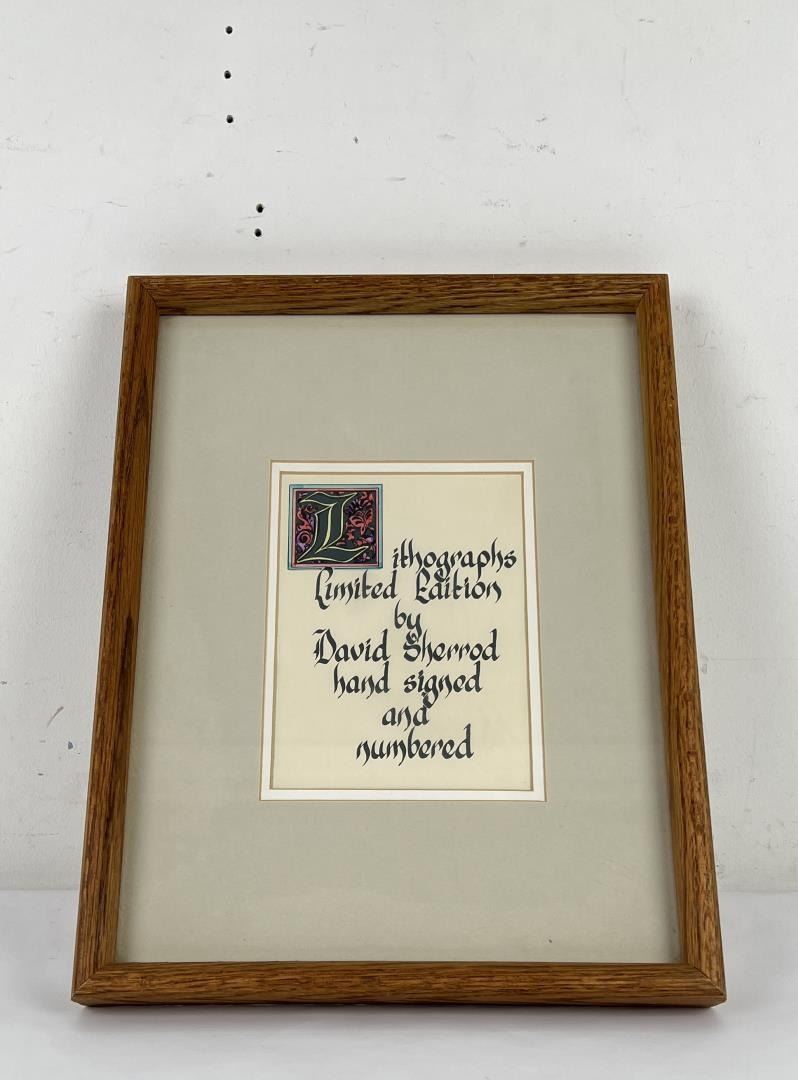 Lithographs
Limited Edition
by
David Sherrod
hand signed
and
numbered